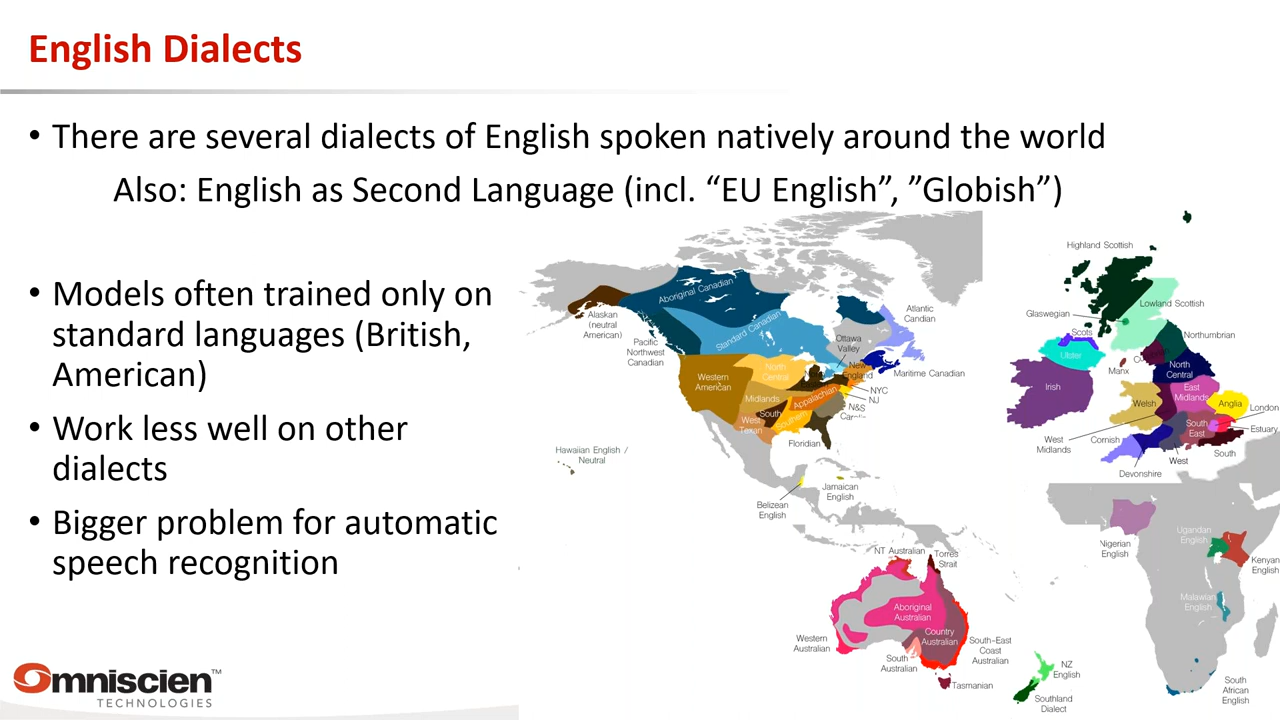 English Dialects
• There are several dialects of English spoken natively around the world
Also: English as Second Language (incl. “EU English”, ”Globish”)
• Models often trained only on
standard languages (British,
American)
• Work less well on other
dialects
• Bigger problem for automatic
speech recognition
Aboriginal Canadian
Alaskan
(neutral
American)
Standard Canadian
Pacific
Northwest
Canadian
Atlantic
Candian
Ottawa
Valley
Maritime Canadian
New
England
Western
American
North
Central
Midlands
Appalachian
NYC
NJ
N&S
South
Southern
West
Texan
Floridian
Hawaiian English /
Neutral
Belizean
English
Jamaican
English
Highland Scottish
Lowland Scottish
Glaswegian
Scots
Ulster
Northumbrian
Manx
North
Central
Irish
East
Midlands
Welsh
Anglia
London
South
East
Estuary
West
Midlands
Cornish
South
West
Devonshire
Nigerian
English
Ugandan
English
Kenyan
English
Malawian
English
South
African
English
NT Australian
Torres
Strait
Aboriginal
Australian
Country
Australian
Western
Australian
South
Australian
South-East
Coast
Australian
Tasmanian
NZ
English
Southland
Dialect
Omniscien™
TECHNOLOGIES